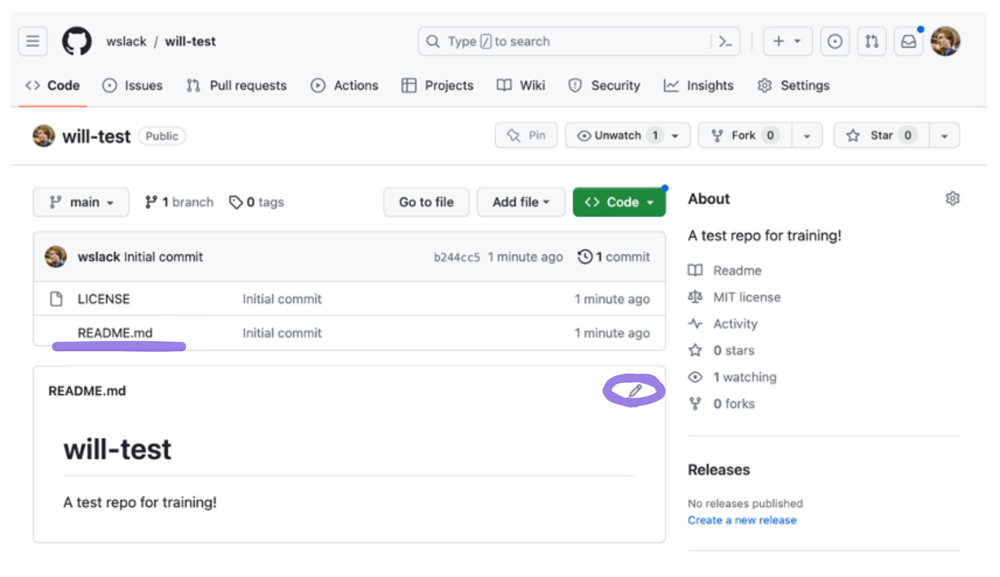 wslack / will-test
Type / to search
Code Issues Pull requests Actions Projects Wiki Security Insights Settings
will-test Public
Pin Unwatch 1 Fork 0 Star 0
main 1 branch 0 tags
Go to file Add file Code
wslack Initial commit b244cc5 1 minute ago 1 commit
LICENSE Initial commit 1 minute ago
README.md Initial commit 1 minute ago
README.md
will-test
A test repo for training!
About
A test repo for training!
Readme
MIT license
Activity
0 stars
1 watching
0 forks
Releases
No releases published
Create a new release